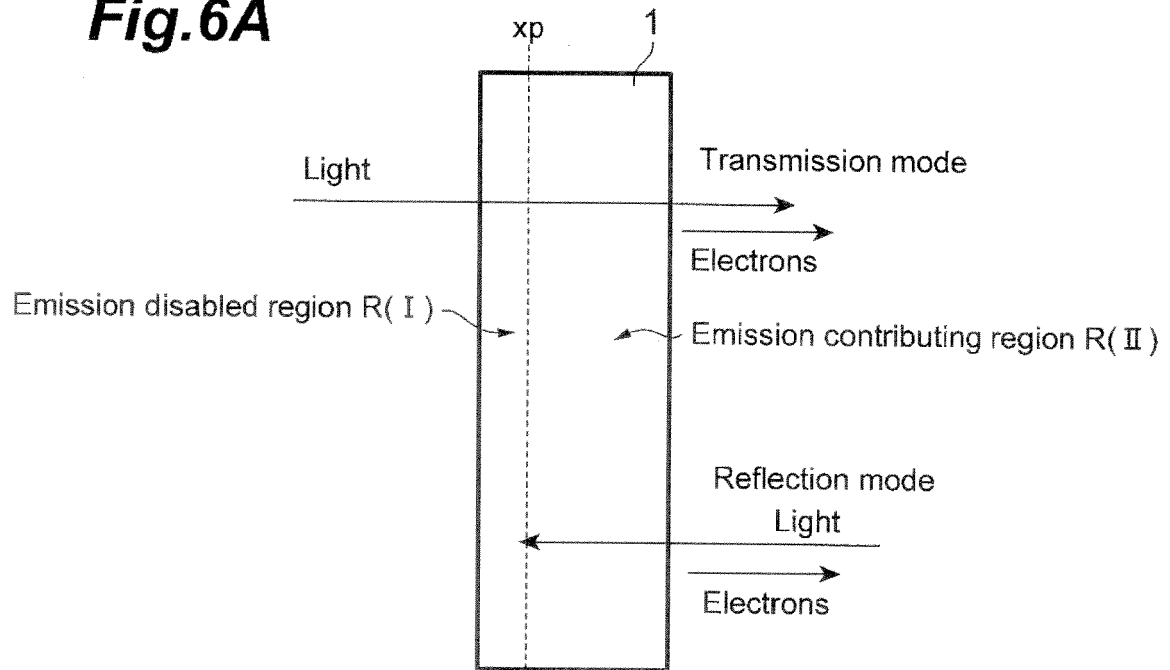 Fig.6A
xp
1
Light
Transmission mode
Electrons
Emission disabled region R(Ⅰ)
Emission contributing region R(Ⅱ)
Reflection mode
Light
Electrons